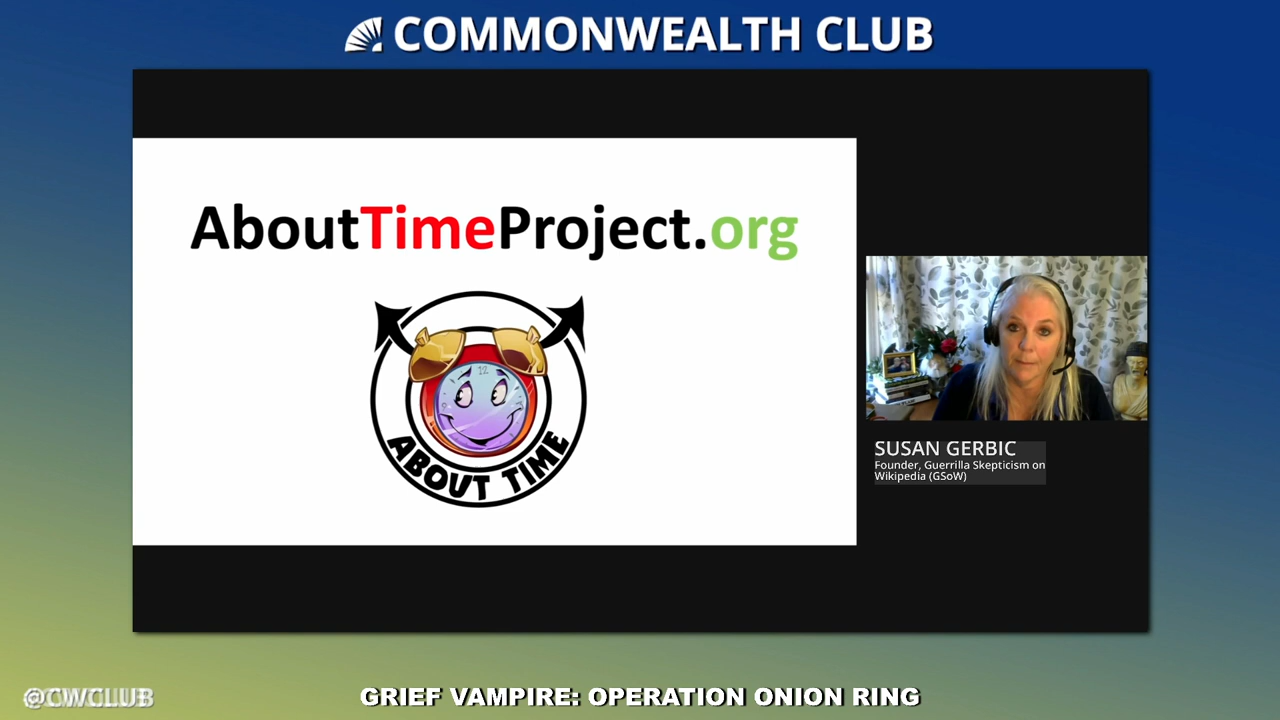 COMMONWEALTH CLUB
AboutTimeProject.org
12
ABOUT TIME
SUSAN GERBIC
Founder, Guerrilla Skepticism on
Wikipedia (GSoW)
@CWCLUB
GRIEF VAMPIRE: OPERATION ONION RING